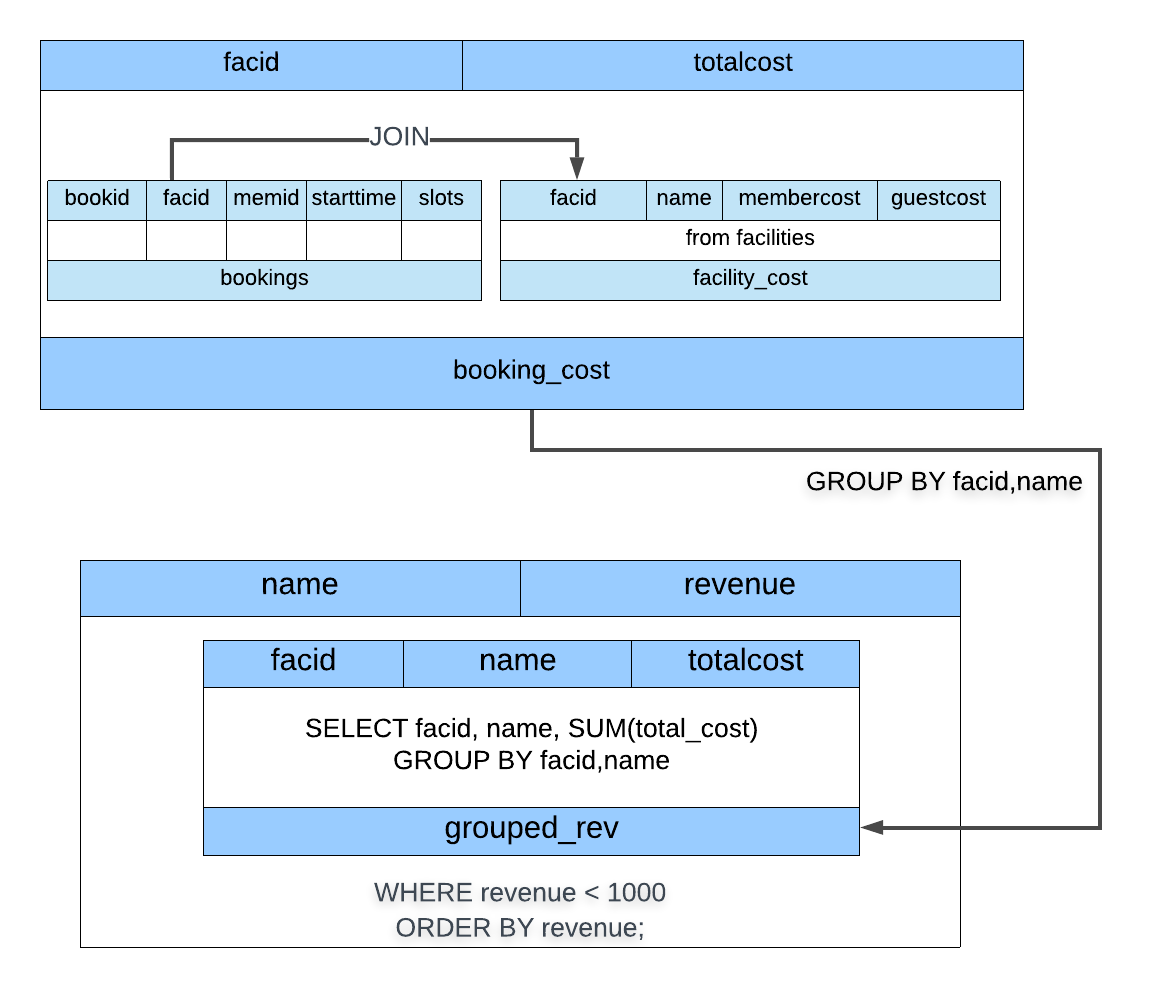 facid totalcost
JOIN
bookid facid memid starttime slots facid name membercost guestcost
from facilities
bookings facility_cost
booking_cost
GROUP BY facid,name
name revenue
facid name totalcost
SELECT facid, name, SUM(total_cost)
GROUP BY facid,name
grouped_rev
WHERE revenue < 1000
ORDER BY revenue;